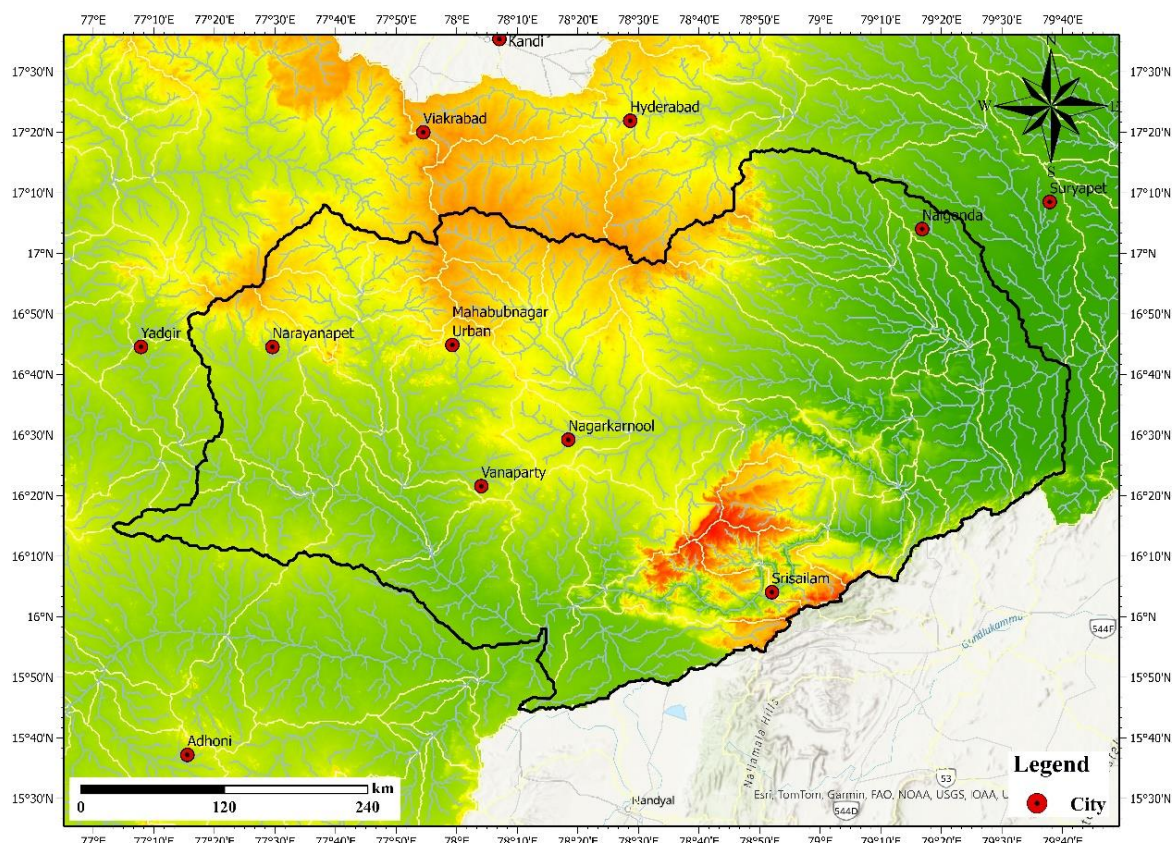 77°10'E 77°20'E 77°30'E 77°40'E 77°50'E 78°E 78°10'E 78°20'E 78°30'E 78°40'E 78°50'E 79°E 79°10'E 79°20'E 79°30'E 79°40'E
Kandi
N
17°30'N
17°30'N
W
E
Hyderabad
Viakrabad
17°20'N
17°20'N
S
Suryapet
17°10'N
17°10'N
Nalgonda
17°N
17°N
16°50'N
16°50'N
Mahabubnagar
Urban
Yadgir
Narayanapet
16°40'N
16°40'N
Nagarkarnool
16°30'N
16°30'N
Vanaparty
16°20'N
16°20'N
16°10'N
16°10'N
Srisailam
16°N
16°N
Gundlukamma
544F
15°50'N
15°50'N
Nallamala Hills
Adhoni
15°40'N
15°40'N
Legend
City
km
0 120 240
53
15°30'N
15°30'N
Nandyal
Esri, TomTom, Garmin, FAO, NOAA, USGS, (OAA, U
544D
77°E 77°10'E 77°20'E 77°30'E 77°40'E 77°50'E 78°E 78°10'E 78°20'E 78°30'E 78°40'E 78°50'E 79°E 79°10'E 79°20'E 79°30'E 79°40'E